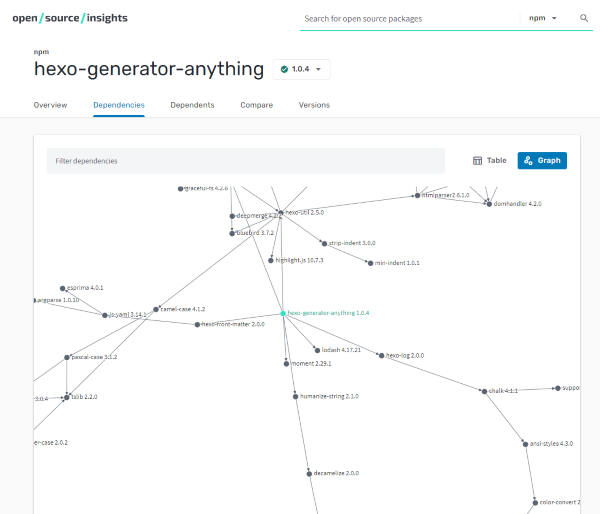 open/source/insights
Search for open source packages
npm
npm
hexo-generator-anything
1.0.4
Overview
Dependencies
Dependents
Compare
Versions
Filter dependencies
Table
Graph
graceful-fs 4.2.6
htmlparser2 6.1.0
domhandler 4.2.0
hexo-util 2.5.0
deepmerge 4.2
bluebird 3.7.2
strip-indent 3.0.0
highlight.js 10.7.3
min-indent 1.0.1
esprima 4.0.1
argparse 1.0.10
js-yaml 3.14.1
camel-case 4.1.2
hexo-generator-anything 1.0.4
hexo-front-matter 2.0.0
lodash 4.17.21
hexo-log 2.0.0
pascal-case 3.1.2
moment 2.29.1
chalk 4.1.1
suppo
3.0.4
tslib 2.2.0
humanize-string 2.1.0
er-case 2.0.2
ansi-styles 4.3.0
decamelize 2.0.0
color-convert 2